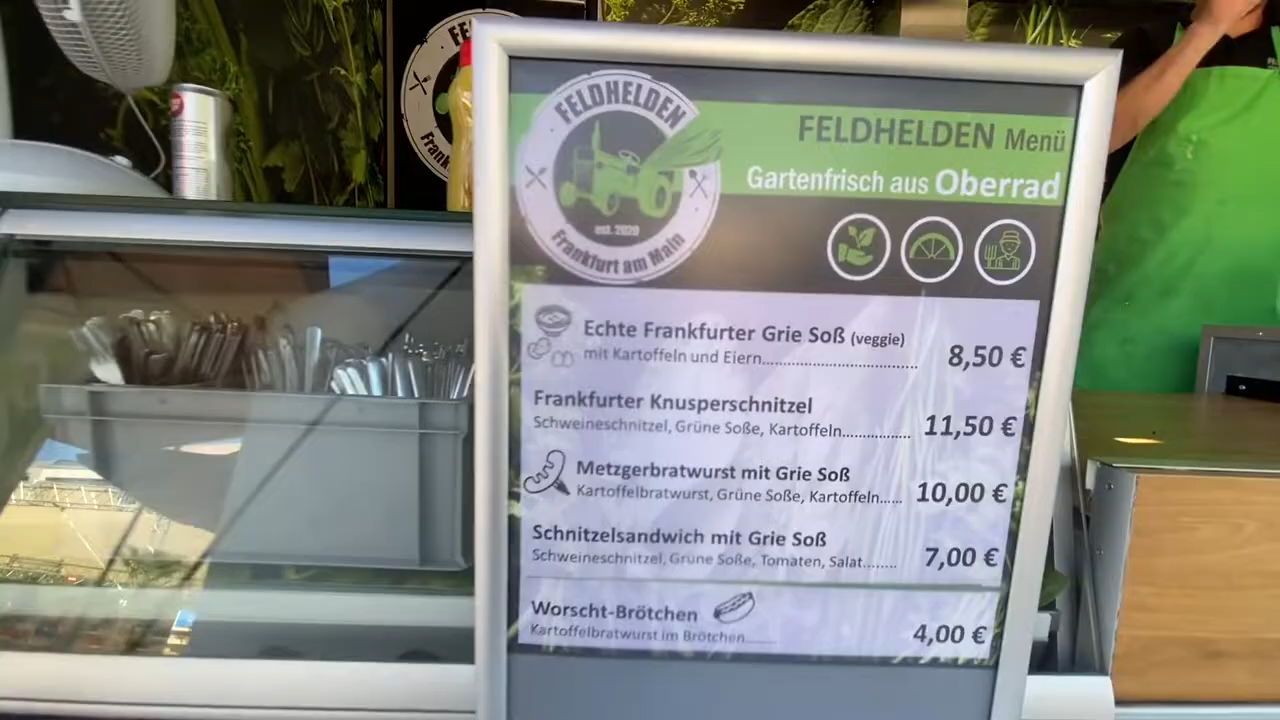 FELDHELDEN
est. 2020
Frankfurt am Main
FELDHELDEN Menü
Gartenfrisch aus Oberrad
Echte Frankfurter Grie Soß (veggie)
mit Kartoffeln und Eiern...................................... 8,50 €
Frankfurter Knusperschnitzel
Schweineschnitzel, Grüne Soße, Kartoffeln................. 11,50 €
Metzgerbratwurst mit Grie Soß
Kartoffelbratwurst, Grüne Soße, Kartoffeln...... 10,00 €
Schnitzelsandwich mit Grie Soß
Schweineschnitzel, Grüne Soße, Tomaten, Salat......... 7,00 €
Worscht-Brötchen
Kartoffelbratwurst im Brötchen........ 4,00 €